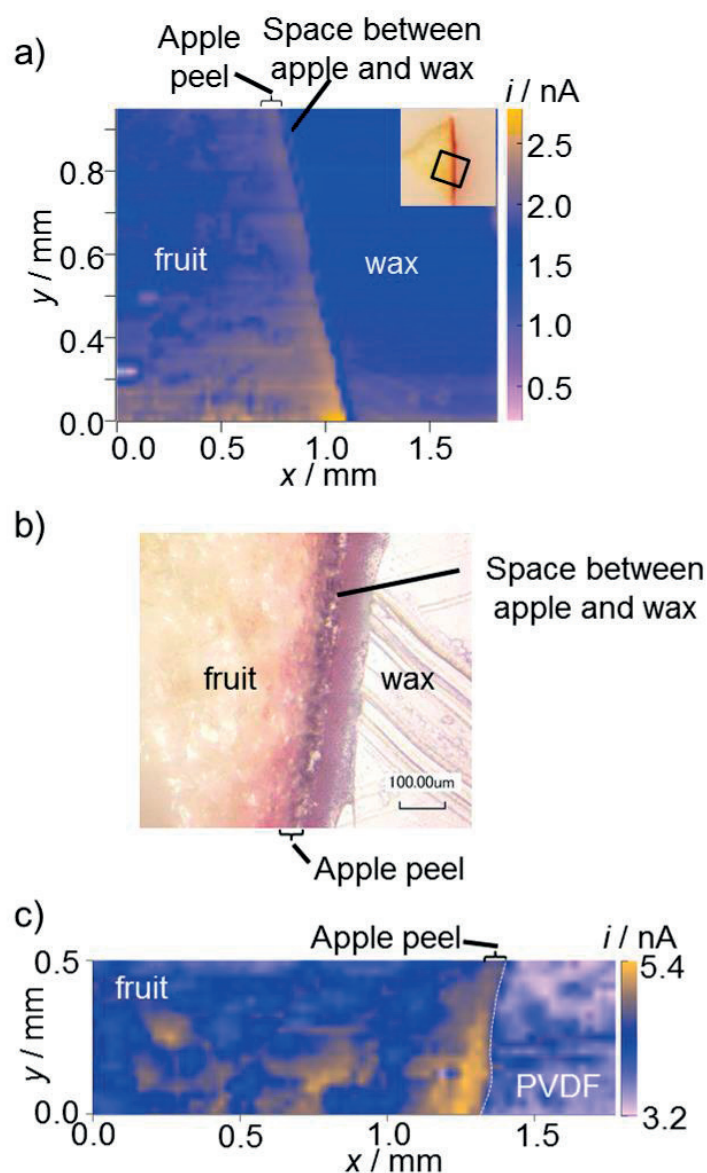 a)
Apple
peel
Space between
apple and wax
i / nA
2.5
2.0
1.5
1.0
0.5
fruit
wax
y / mm
0.8
0.6
0.4
0.0
0.0
0.5
1.0
1.5
x / mm
b)
Space between
apple and wax
fruit
wax
100.00um
Apple peel
c)
Apple peel
i / nA
5.4
3.2
fruit
PVDF
y / mm
0.5
0.0
0.0
0.5
1.0
1.5
x / mm